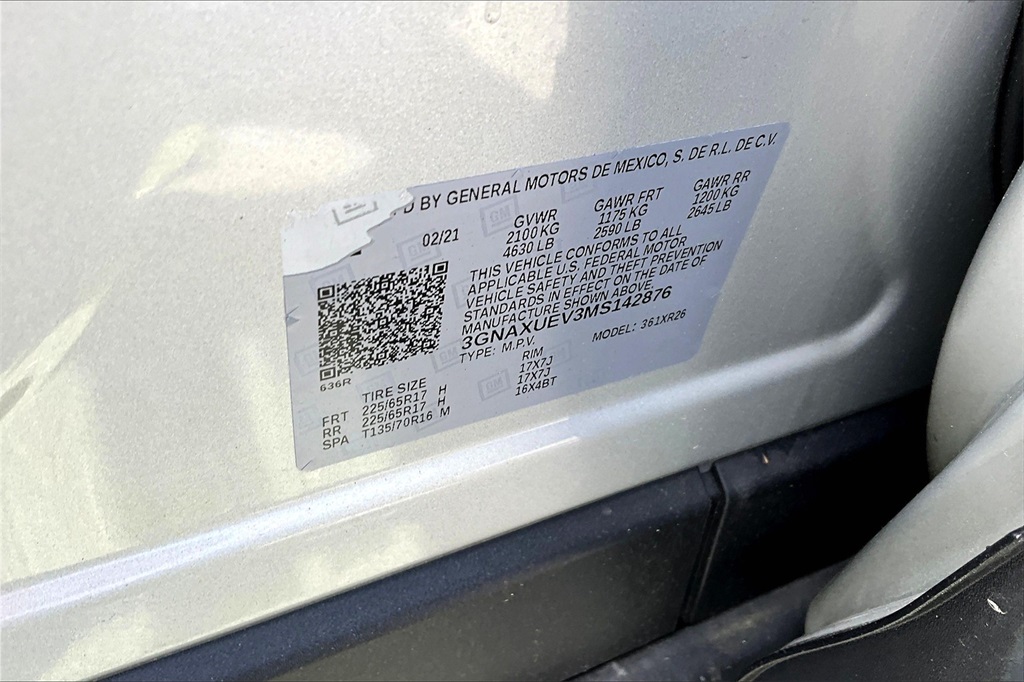 D BY GENERAL MOTORS DE MEXICO, S. DE R.L. DE C.V.
02/21
GVWR GAWR FRT GAWR RR
2100 KG 1175 KG 1200 KG
4630 LB 2590 LB 2645 LB
THIS VEHICLE CONFORMS TO ALL
APPLICABLE U.S. FEDERAL MOTOR
VEHICLE SAFETY AND THEFT PREVENTION
STANDARDS IN EFFECT ON THE DATE OF
MANUFACTURE SHOWN ABOVE.
3GNAXUEV3MS142876
TYPE: M.P.V. MODEL: 361XR26
636R
TIRE SIZE RIM
FRT 225/65R17 H 17X7J
RR 225/65R17 H 17X7J
SPA T135/70R16 M 16X4BT